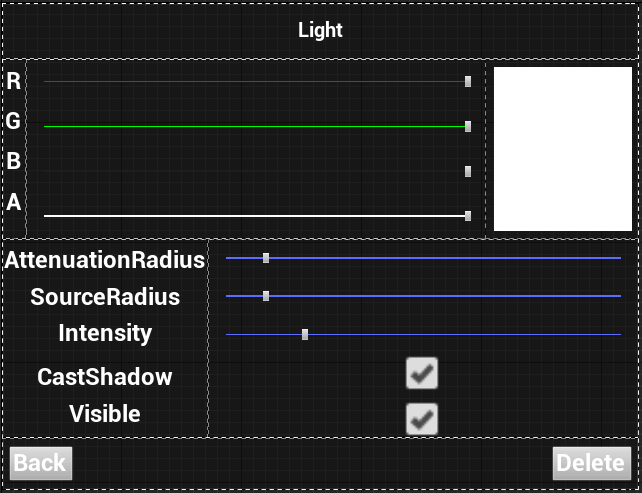 Light
R
G
B
A
AttenuationRadius
SourceRadius
Intensity
CastShadow
Visible
Back
Delete